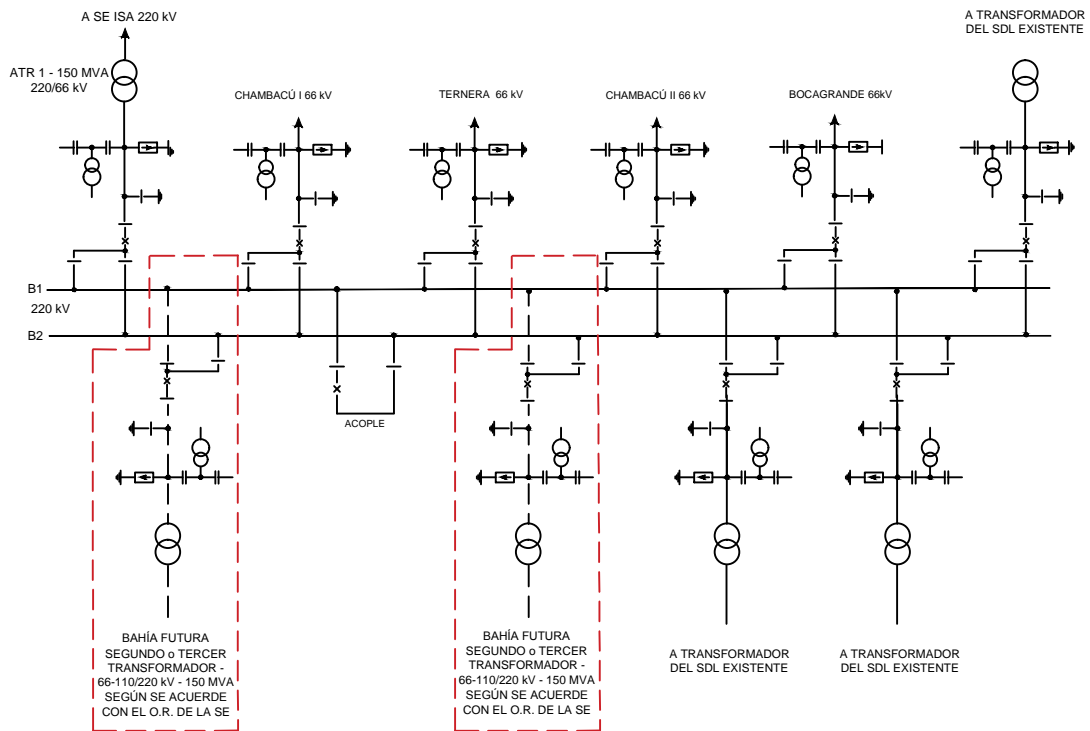 A SE ISA 220 kV
A TRANSFORMADOR
DEL SDL EXISTENTE
ATR 1 - 150 MVA
220/66 kV
CHAMBACÚ I 66 kV
TERNERA 66 kV
CHAMBACÚ II 66 kV
BOCAGRANDE 66kV
B1
220 kV
B2
ACOPLE
BAHÍA FUTURA
SEGUNDO o TERCER
TRANSFORMADOR -
66-110/220 kV - 150 MVA
SEGÚN SE ACUERDE
CON EL O.R. DE LA SE
BAHÍA FUTURA
SEGUNDO o TERCER
TRANSFORMADOR -
66-110/220 kV - 150 MVA
SEGÚN SE ACUERDE
CON EL O.R. DE LA SE
A TRANSFORMADOR
DEL SDL EXISTENTE
A TRANSFORMADOR
DEL SDL EXISTENTE